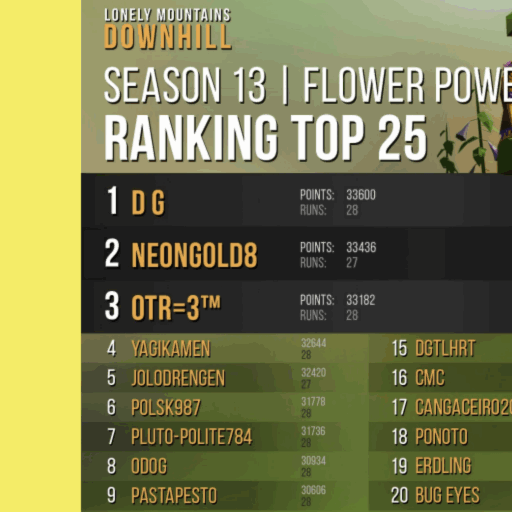 LONELY MOUNTAINS
DOWNHILL
SEASON 13 | FLOWER POWE
RANKING TOP 25
1 D G POINTS: 33600
RUNS: 28
2 NEONGOLD8 POINTS: 33436
RUNS: 27
3 OTR=3™ POINTS: 33182
RUNS: 28
4 YAGIKAMEN 32644
28
5 JOLODRENGEN 32420
27
6 POLSK987 31778
28
7 PLUTO-POLITE784 31736
28
8 ODOG 30934
28
9 PASTAPESTO 30606
28
15 DGTLHRT
16 CMC
17 CANGACEIRO20
18 PONOTO
19 ERDLING
20 BUG EYES